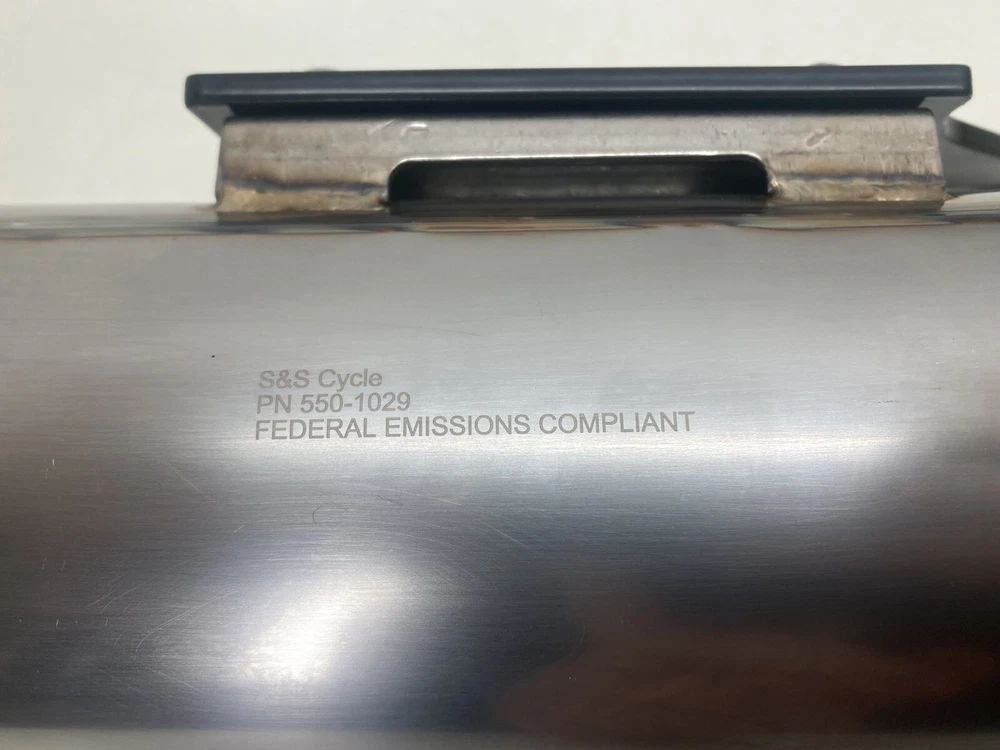 S&S Cycle
PN 550-1029
FEDERAL EMISSIONS COMPLIANT